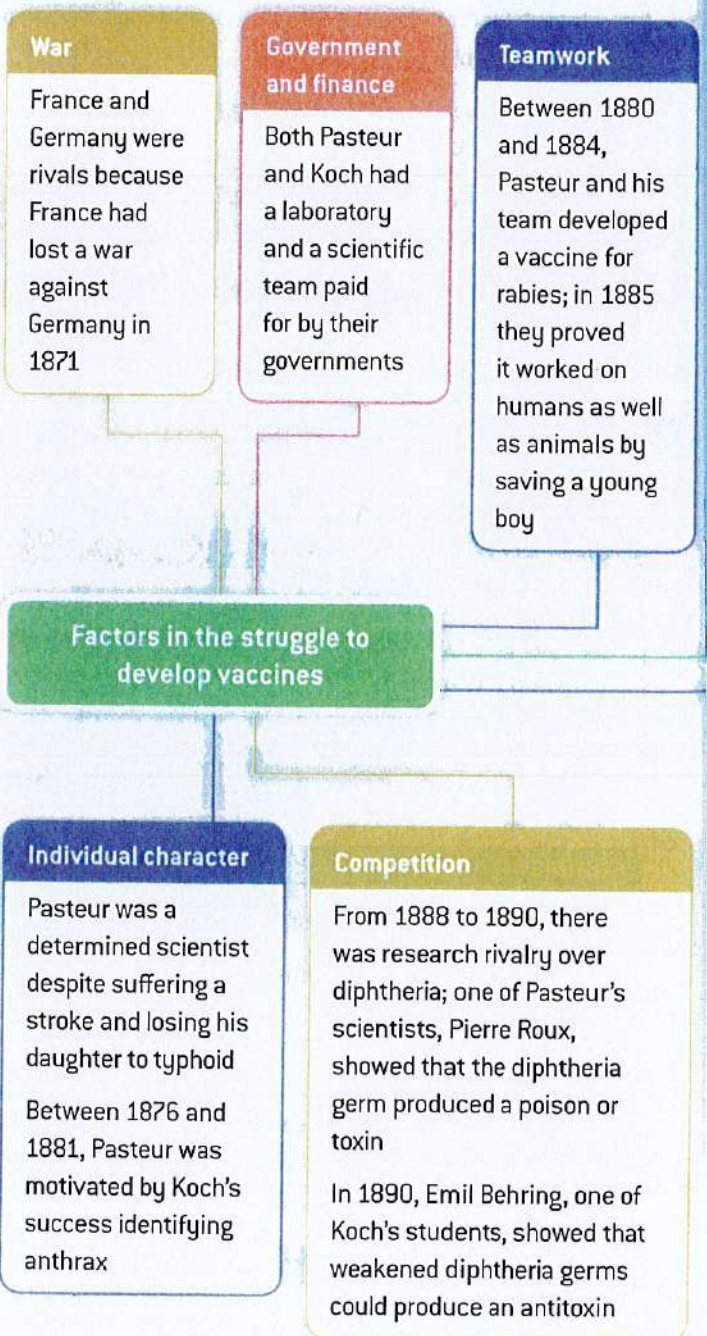 War
France and
Germany were
rivals because
France had
lost a war
against
Germany in
1871
Government
and finance
Both Pasteur
and Koch had
a laboratory
and a scientific
team paid
for by their
governments
Teamwork
Between 1880
and 1884,
Pasteur and his
team developed
a vaccine for
rabies; in 1885
they proved
it worked on
humans as well
as animals by
saving a young
boy
Factors in the struggle to
develop vaccines
Individual character
Pasteur was a
determined scientist
despite suffering a
stroke and losing his
daughter to typhoid
Between 1876 and
1881, Pasteur was
motivated by Koch's
success identifying
anthrax
Competition
From 1888 to 1890, there
was research rivalry over
diphtheria; one of Pasteur's
scientists, Pierre Roux,
showed that the diphtheria
germ produced a poison or
toxin
In 1890, Emil Behring, one of
Koch's students, showed that
weakened diphtheria germs
could produce an antitoxin